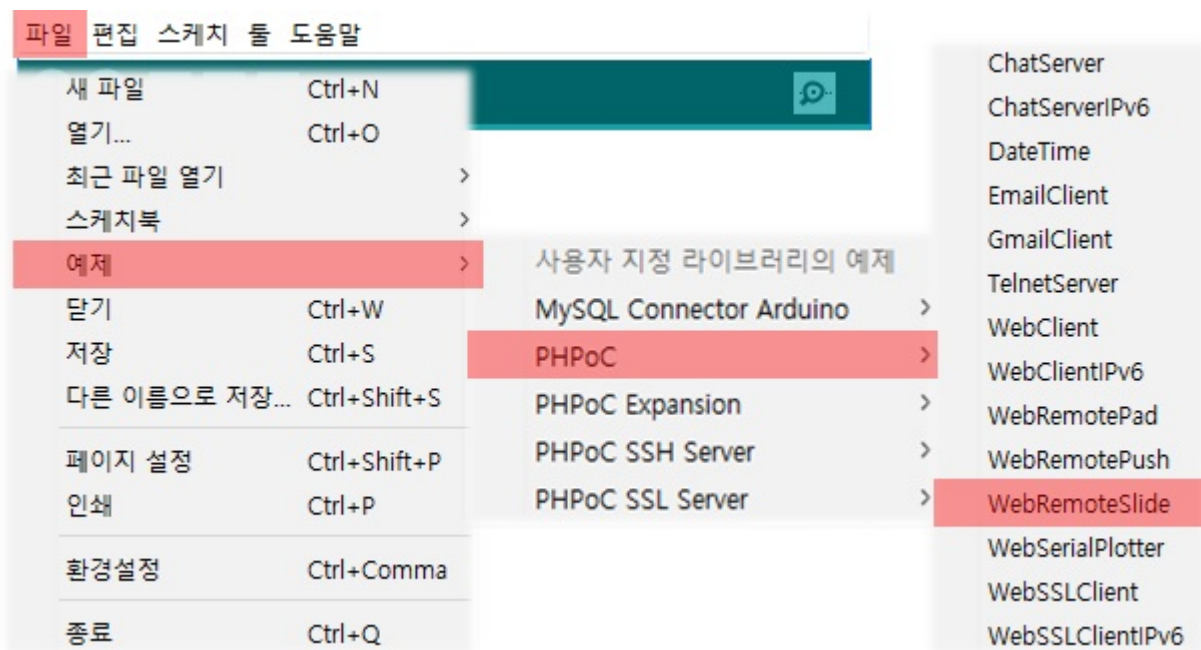 파일 편집 스케치 툴 도움말
새 파일 Ctrl+N
열기... Ctrl+O
최근 파일 열기 >
스케치북 >
예제 >
닫기 Ctrl+W
저장 Ctrl+S
다른 이름으로 저장... Ctrl+Shift+S
페이지 설정 Ctrl+Shift+P
인쇄 Ctrl+P
환경설정 Ctrl+Comma
종료 Ctrl+Q
사용자 지정 라이브러리의 예제
MySQL Connector Arduino >
PHPoC >
PHPoC Expansion >
PHPoC SSH Server >
PHPoC SSL Server >
ChatServer
ChatServerIPv6
DateTime
EmailClient
GmailClient
TelnetServer
WebClient
WebClientIPv6
WebRemotePad
WebRemotePush
WebRemoteSlide
WebSerialPlotter
WebSSLClient
WebSSLClientIPv6